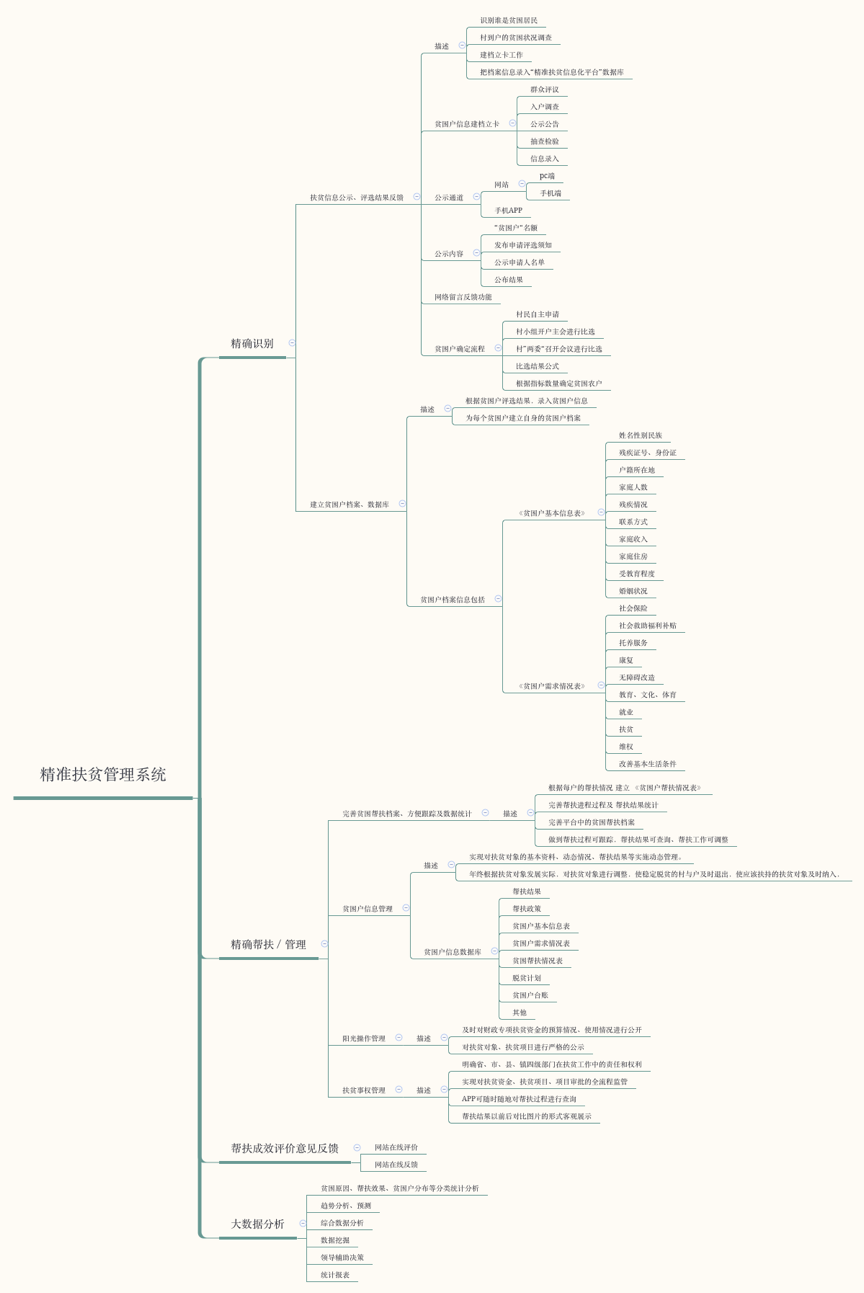 精准扶贫管理系统
精确识别
扶贫信息公示、评选结果反馈
描述
识别谁是贫困居民
村到户的贫困状况调查
建档立卡工作
把档案信息录入“精准扶贫信息化平台”数据库
贫困户信息建档立卡
群众评议
入户调查
公示公告
抽查检验
信息录入
公示通道
网站
pc端
手机端
手机APP
公示内容
“贫困户”名额
发布申请评选须知
公示申请人名单
公布结果
网络留言反馈功能
贫困户确定流程
村民自主申请
村小组开户主会进行比选
村“两委”召开会议进行比选
比选结果公式
根据指标数量确定贫困农户
建立贫困户档案、数据库
描述
根据贫困户评选结果，录入贫困户信息
为每个贫困户建立自身的贫困户档案
贫困户档案信息包括
《贫困户基本信息表》
姓名性别民族
残疾证号、身份证
户籍所在地
家庭人数
残疾情况
联系方式
家庭收入
家庭住房
受教育程度
婚姻状况
《贫困户需求情况表》
社会保险
社会救助福利补贴
托养服务
康复
无障碍改造
教育、文化、体育
就业
扶贫
维权
改善基本生活条件
精确帮扶 / 管理
完善贫困帮扶档案、方便跟踪及数据统计
描述
根据每户的帮扶情况 建立 《贫困户帮扶情况表》
完善帮扶进程过程及 帮扶结果统计
完善平台中的贫困帮扶档案
做到帮扶过程可跟踪，帮扶结果可查询、帮扶工作可调整
贫困户信息管理
描述
实现对扶贫对象的基本资料、动态情况、帮扶结果等实施动态管理。
年终根据扶贫对象发展实际，对扶贫对象进行调整，使稳定脱贫的村与户及时退出，使应该扶持的扶贫对象及时纳入，
贫困户信息数据库
帮扶结果
帮扶政策
贫困户基本信息表
贫困户需求情况表
贫困帮扶情况表
脱贫计划
贫困户台账
其他
阳光操作管理
描述
及时对财政专项扶贫资金的预算情况、使用情况进行公开
对扶贫对象、扶贫项目进行严格的公示
扶贫事权管理
描述
明确省、市、县、镇四级部门在扶贫工作中的责任和权利
实现对扶贫资金，扶贫项目，项目审批的全流程监管
APP可随时随地对帮扶过程进行查询
帮扶结果以前后对比图片的形式客观展示
帮扶成效评价意见反馈
网站在线评价
网站在线反馈
大数据分析
贫困原因、帮扶效果、贫困户分布等分类统计分析
趋势分析、预测
综合数据分析
数据挖掘
领导辅助决策
统计报表